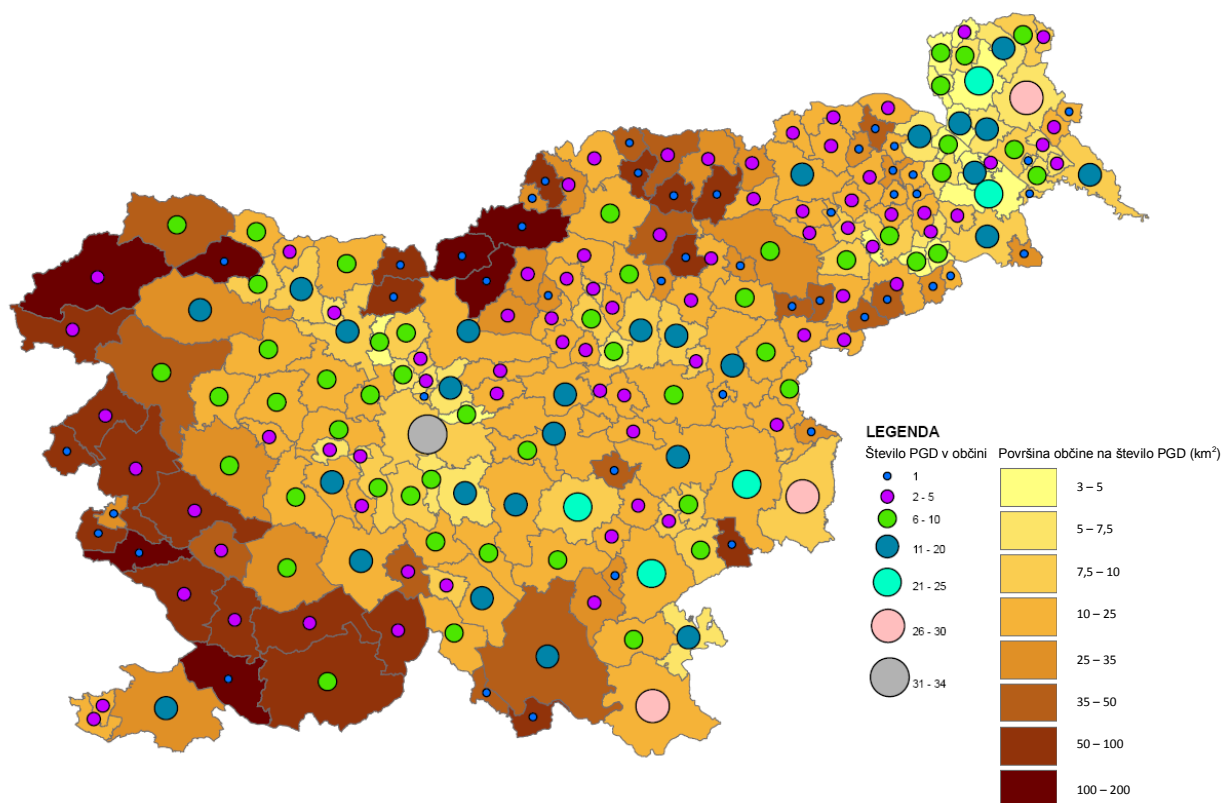 LEGENDA
Število PGD v občini
1
2 - 5
6 - 10
11 - 20
21 - 25
26 - 30
31 - 34
Površina občine na število PGD (km²)
3 – 5
5 – 7,5
7,5 – 10
10 – 25
25 – 35
35 – 50
50 – 100
100 – 200